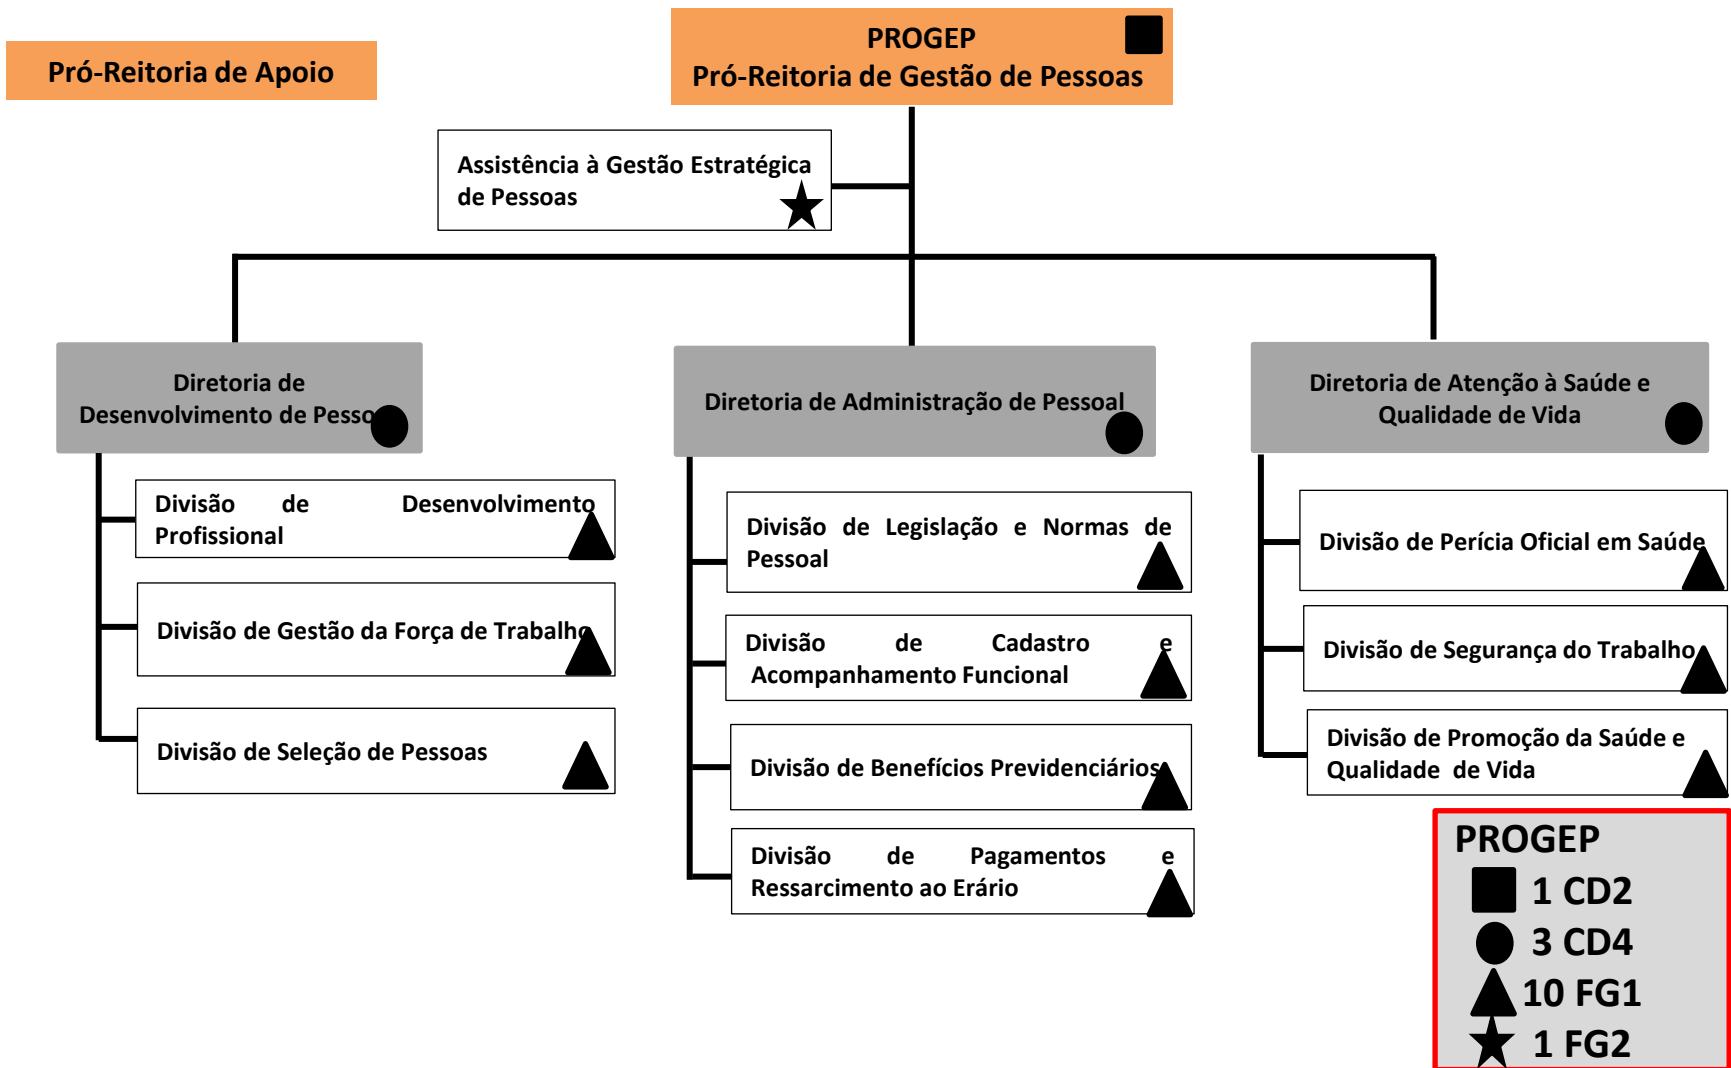 Pró-Reitoria de Apoio
PROGEP
Pró-Reitoria de Gestão de Pessoas
Assistência à Gestão Estratégica
de Pessoas
Diretoria de
Desenvolvimento de Pesso
Divisão de Desenvolvimento
Profissional
Divisão de Gestão da Força de Trabalho
Divisão de Seleção de Pessoas
Diretoria de Administração de Pessoal
Divisão de Legislação e Normas de
Pessoal
Divisão de Cadastro e
Acompanhamento Funcional
Divisão de Benefícios Previdenciários
Divisão de Pagamentos e
Ressarcimento ao Erário
Diretoria de Atenção à Saúde e
Qualidade de Vida
Divisão de Perícia Oficial em Saúde
Divisão de Segurança do Trabalho
Divisão de Promoção da Saúde e
Qualidade de Vida
PROGEP
1 CD2
3 CD4
10 FG1
1 FG2